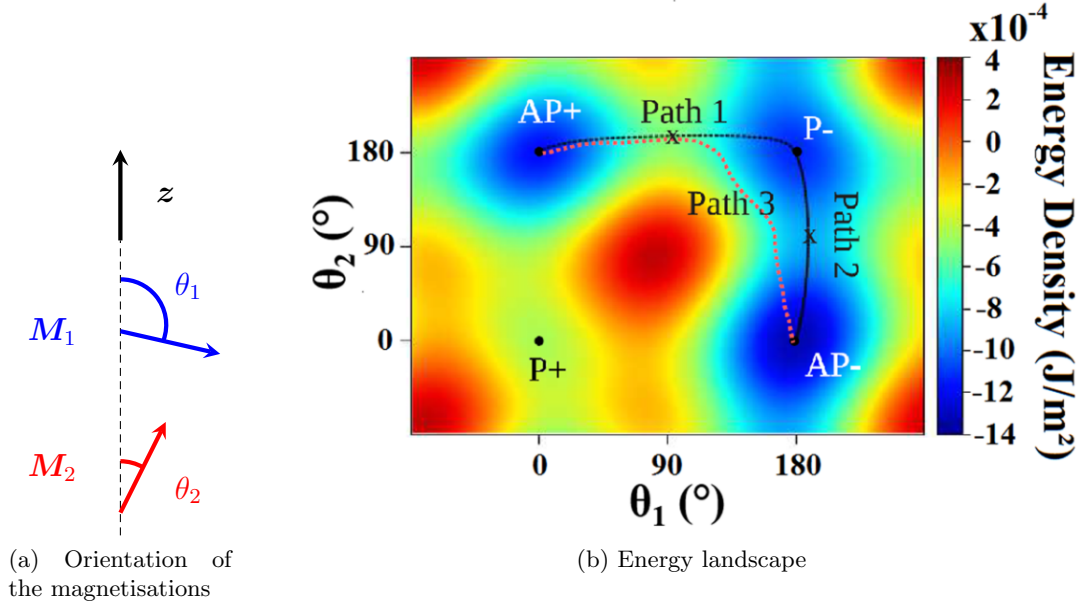 z
θ₁
M₁
M₂
θ₂
(a) Orientation of
the magnetisations
x10⁻⁴
AP+
Path 1
P-
Path 3
Path 2
P+
AP-
180
90
0
θ₂ (°)
0
90
180
θ₁ (°)
4
2
0
-2
-4
-6
-8
-10
-12
-14
Energy Density (J/m²)
(b) Energy landscape